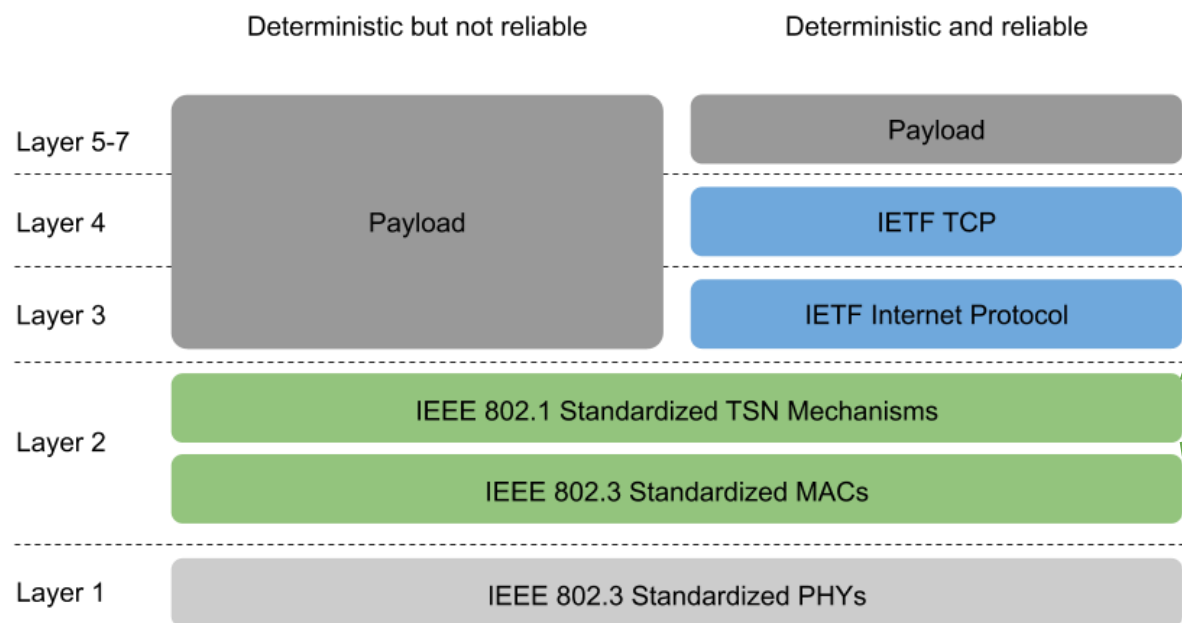 Deterministic but not reliable
Deterministic and reliable
Layer 5-7
Payload
Layer 4
Payload
IETF TCP
Layer 3
IETF Internet Protocol
IEEE 802.1 Standardized TSN Mechanisms
Layer 2
IEEE 802.3 Standardized MACs
Layer 1
IEEE 802.3 Standardized PHYs